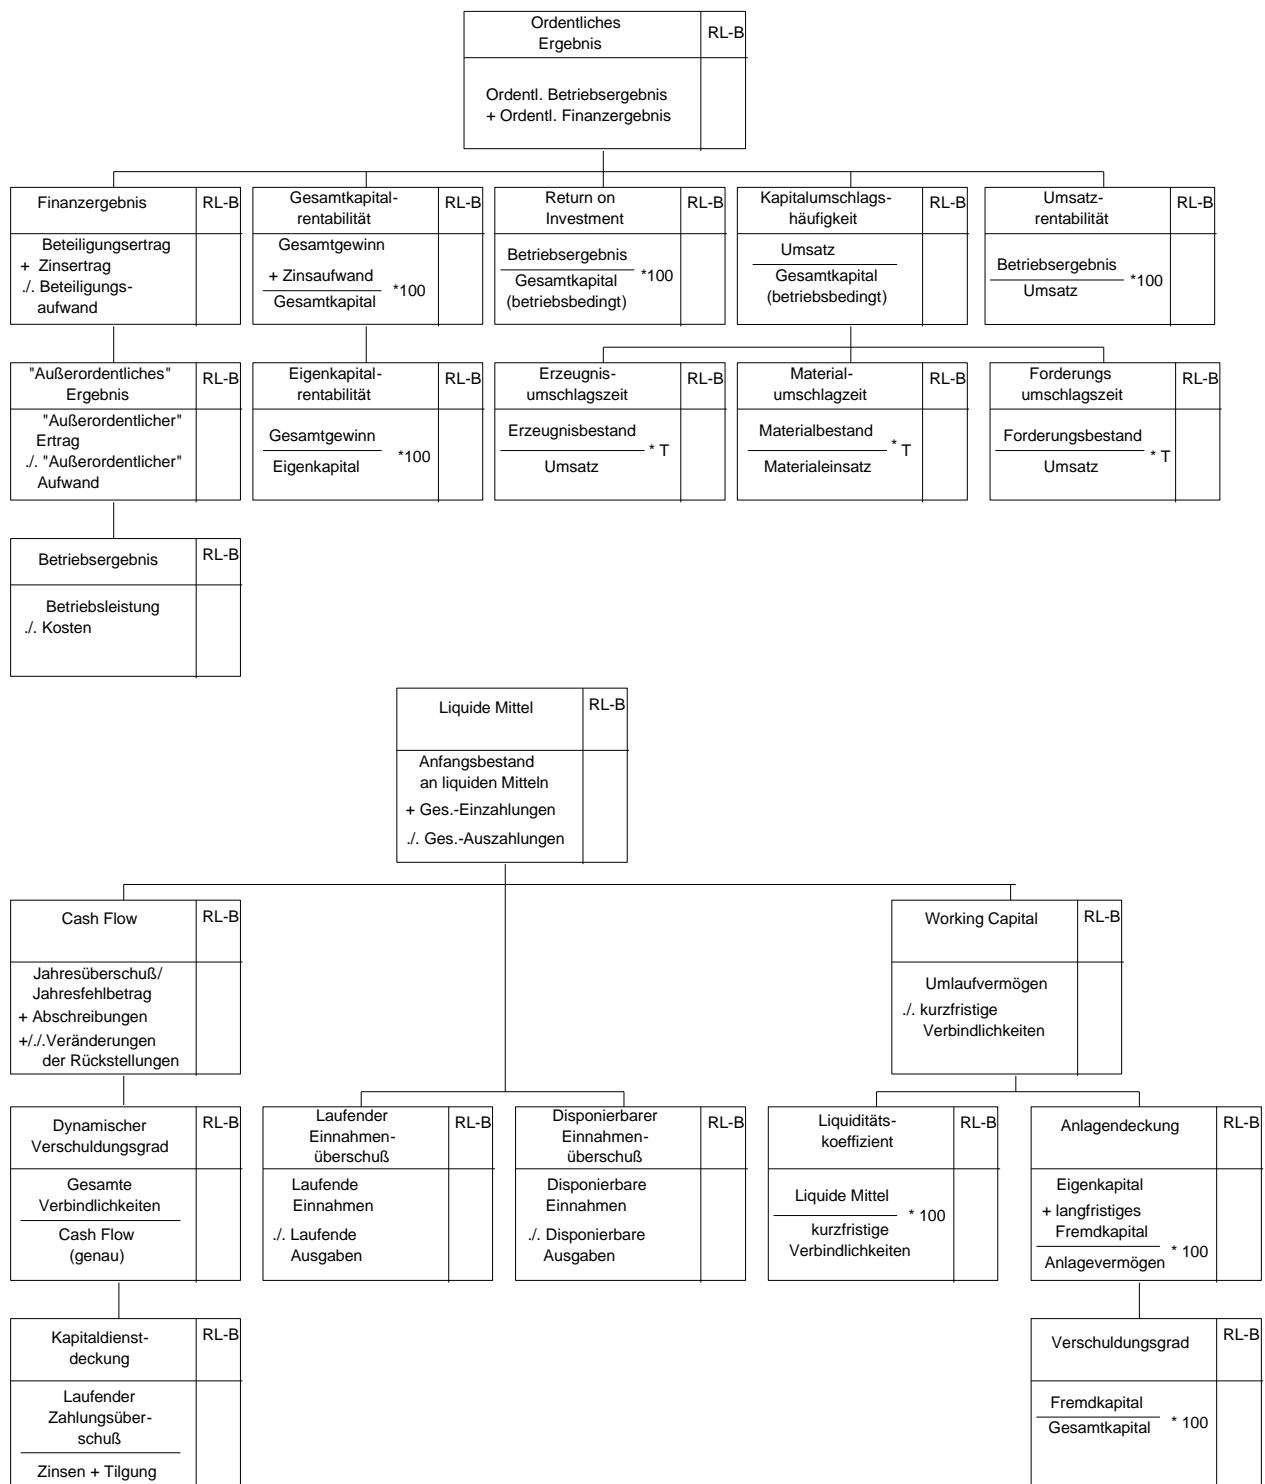 Ordentliches
Ergebnis
RL-B
Ordentl. Betriebsergebnis
+ Ordentl. Finanzergebnis
Finanzergebnis
RL-B
Beteiligungsertrag
+ Zinsertrag
./. Beteiligungs-
aufwand
Gesamtkapital-
rentabilität
RL-B
Gesamtgewinn
+ Zinsaufwand
Gesamtkapital
*100
Return on
Investment
RL-B
Betriebsergebnis
Gesamtkapital
(betriebsbedingt)
*100
Kapitalumschlags-
häufigkeit
RL-B
Umsatz
Gesamtkapital
(betriebsbedingt)
Umsatz-
rentabilität
RL-B
Betriebsergebnis
Umsatz
*100
"Außerordentliches"
Ergebnis
RL-B
"Außerordentlicher"
Ertrag
./. "Außerordentlicher"
Aufwand
Eigenkapital-
rentabilität
RL-B
Gesamtgewinn
Eigenkapital
*100
Erzeugnis-
umschlagszeit
RL-B
Erzeugnisbestand
Umsatz
* T
Material-
umschlagzeit
RL-B
Materialbestand
Materialeinsatz
* T
Forderungs
umschlagszeit
RL-B
Forderungsbestand
Umsatz
* T
Betriebsergebnis
RL-B
Betriebsleistung
./. Kosten
Liquide Mittel
RL-B
Anfangsbestand
an liquiden Mitteln
+ Ges.-Einzahlungen
./. Ges.-Auszahlungen
Cash Flow
RL-B
Jahresüberschuß/
Jahresfehlbetrag
+ Abschreibungen
+/./.Veränderungen
der Rückstellungen
Working Capital
RL-B
Umlaufvermögen
./. kurzfristige
Verbindlichkeiten
Dynamischer
Verschuldungsgrad
RL-B
Gesamte
Verbindlichkeiten
Cash Flow
(genau)
Laufender
Einnahmen-
überschuß
RL-B
Laufende
Einnahmen
./. Laufende
Ausgaben
Disponierbarer
Einnahmen-
überschuß
RL-B
Disponierbare
Einnahmen
./. Disponierbare
Ausgaben
Liquiditäts-
koeffizient
RL-B
Liquide Mittel
kurzfristige
Verbindlichkeiten
* 100
Anlagendeckung
RL-B
Eigenkapital
+ langfristiges
Fremdkapital
Anlagevermögen
* 100
Kapitaldienst-
deckung
RL-B
Laufender
Zahlungsüber-
schuß
Zinsen + Tilgung
Verschuldungsgrad
RL-B
Fremdkapital
Gesamtkapital
* 100